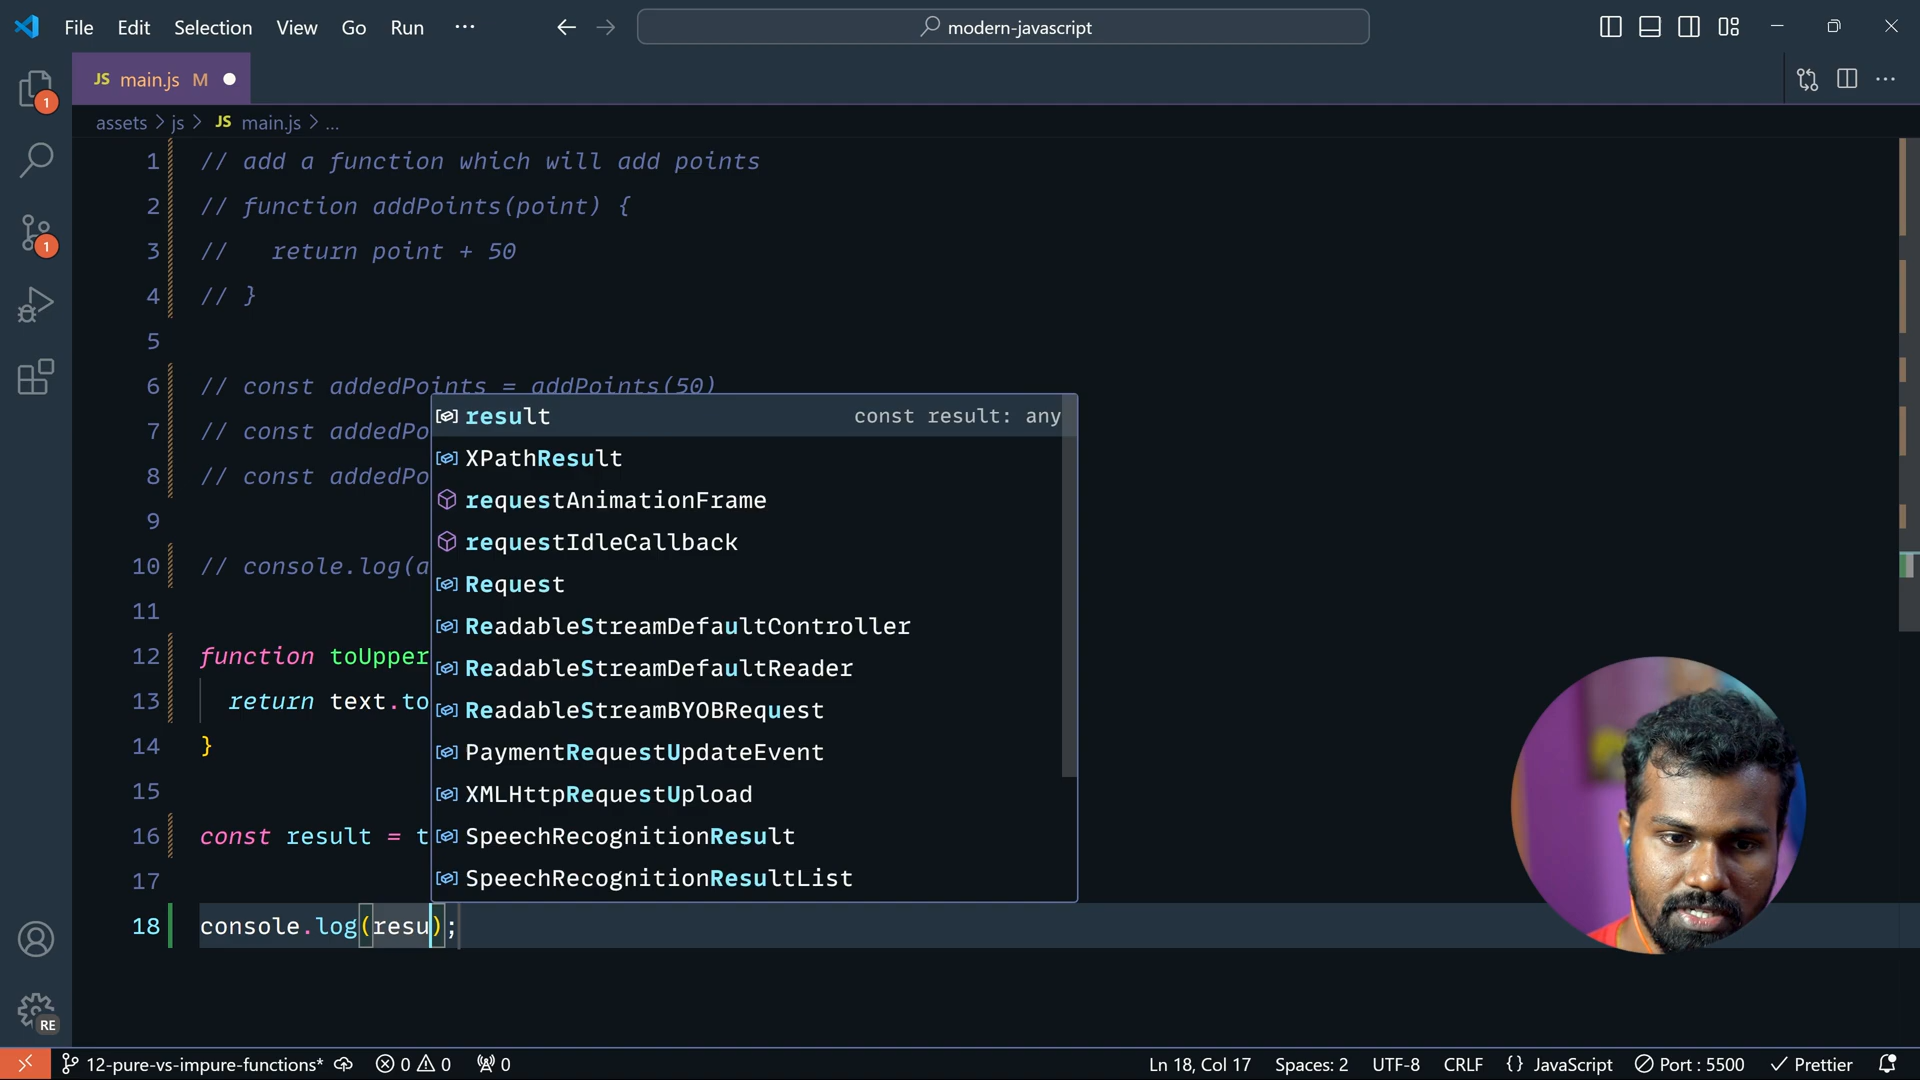 File Edit Selection View Go Run ···
modern-javascript
JS main.js M
assets > js > JS main.js > ...
1 // add a function which will add points
2 // function addPoints(point) {
3 //   return point + 50
4 // }
5
6 // const addedPoints = addPoints(50)
7 // const addedPo
8 // const addedPo
9
10 // console.log(a
11
12 function toUpper
13 return text.to
14 }
15
16 const result = t
17
18 console.log(resu);
result const result: any
XPathResult
requestAnimationFrame
requestIdleCallback
Request
ReadableStreamDefaultController
ReadableStreamDefaultReader
ReadableStreamBYOBRequest
PaymentRequestUpdateEvent
XMLHttpRequestUpload
SpeechRecognitionResult
SpeechRecognitionResultList
1
1
RE
12-pure-vs-impure-functions* 0 0 0 Ln 18, Col 17 Spaces: 2 UTF-8 CRLF {} JavaScript Port : 5500 Prettier